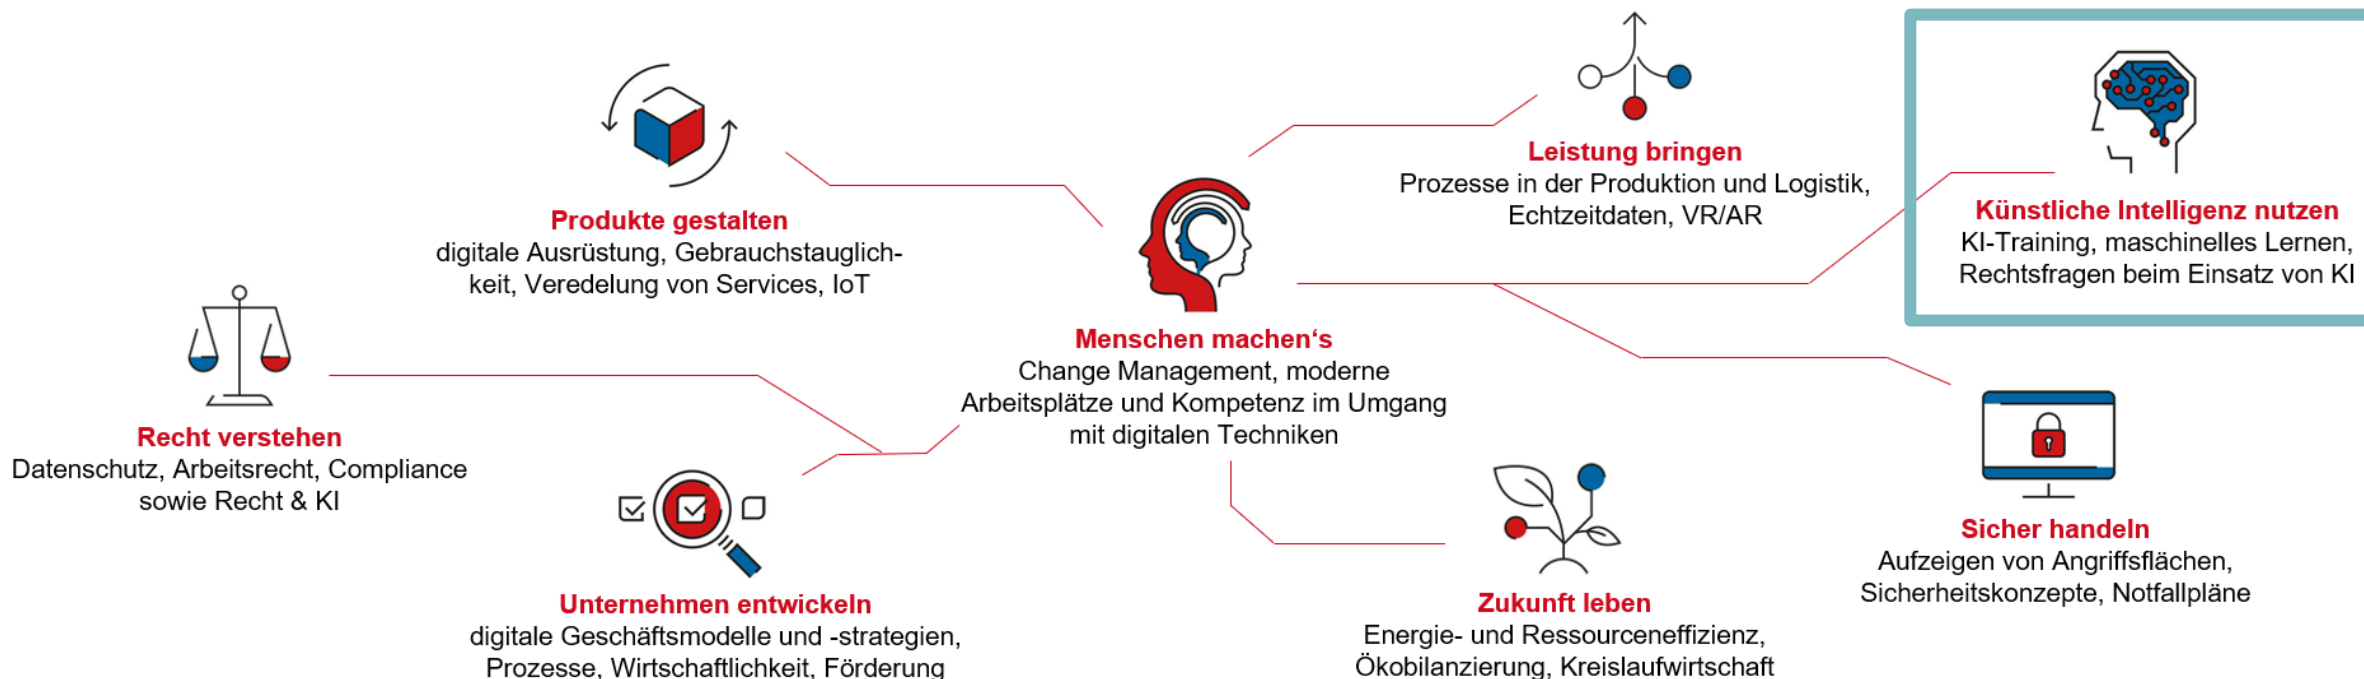 Produkte gestalten
digitale Ausrüstung, Gebrauchstauglich-
keit, Veredelung von Services, IoT
Leistung bringen
Prozesse in der Produktion und Logistik,
Echtzeitdaten, VR/AR
Künstliche Intelligenz nutzen
KI-Training, maschinelles Lernen,
Rechtsfragen beim Einsatz von KI
Menschen machen‘s
Change Management, moderne
Arbeitsplätze und Kompetenz im Umgang
mit digitalen Techniken
Recht verstehen
Datenschutz, Arbeitsrecht, Compliance
sowie Recht & KI
Unternehmen entwickeln
digitale Geschäftsmodelle und -strategien,
Prozesse, Wirtschaftlichkeit, Förderung
Zukunft leben
Energie- und Ressourceneffizienz,
Ökobilanzierung, Kreislaufwirtschaft
Sicher handeln
Aufzeigen von Angriffsflächen,
Sicherheitskonzepte, Notfallpläne